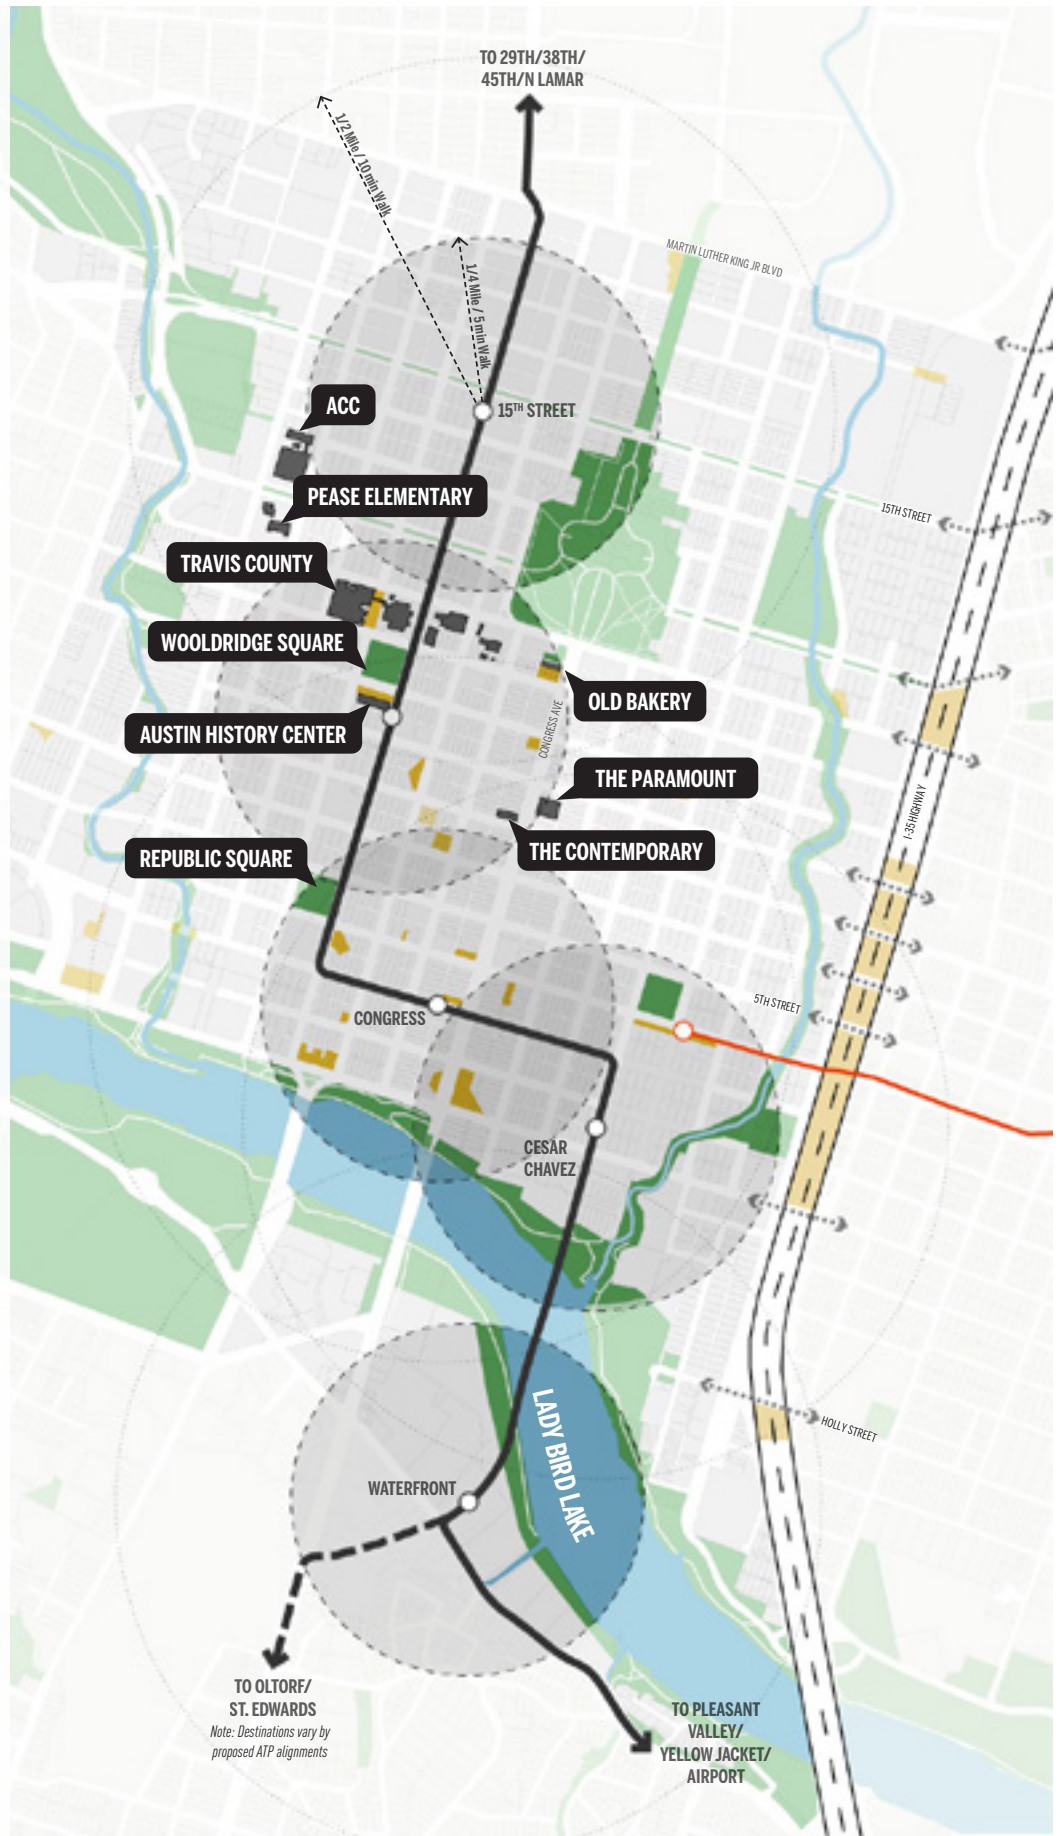 TO 29TH/38TH/
45TH/N LAMAR
1/2 Mile / 10 min Walk
1/4 Mile / 5 min Walk
MARTIN LUTHER KING JR BLVD
ACC
15TH STREET
PEASE ELEMENTARY
15TH STREET
TRAVIS COUNTY
WOOLDRIDGE SQUARE
OLD BAKERY
AUSTIN HISTORY CENTER
CONGRESS AVE
THE PARAMOUNT
I-35 HIGHWAY
THE CONTEMPORARY
REPUBLIC SQUARE
5TH STREET
CONGRESS
CESAR
CHAVEZ
LADY BIRD LAKE
HOLLY STREET
WATERFRONT
TO OLTORF/
ST. EDWARDS
Note: Destinations vary by
proposed ATP alignments
TO PLEASANT
VALLEY/
YELLOW JACKET/
AIRPORT